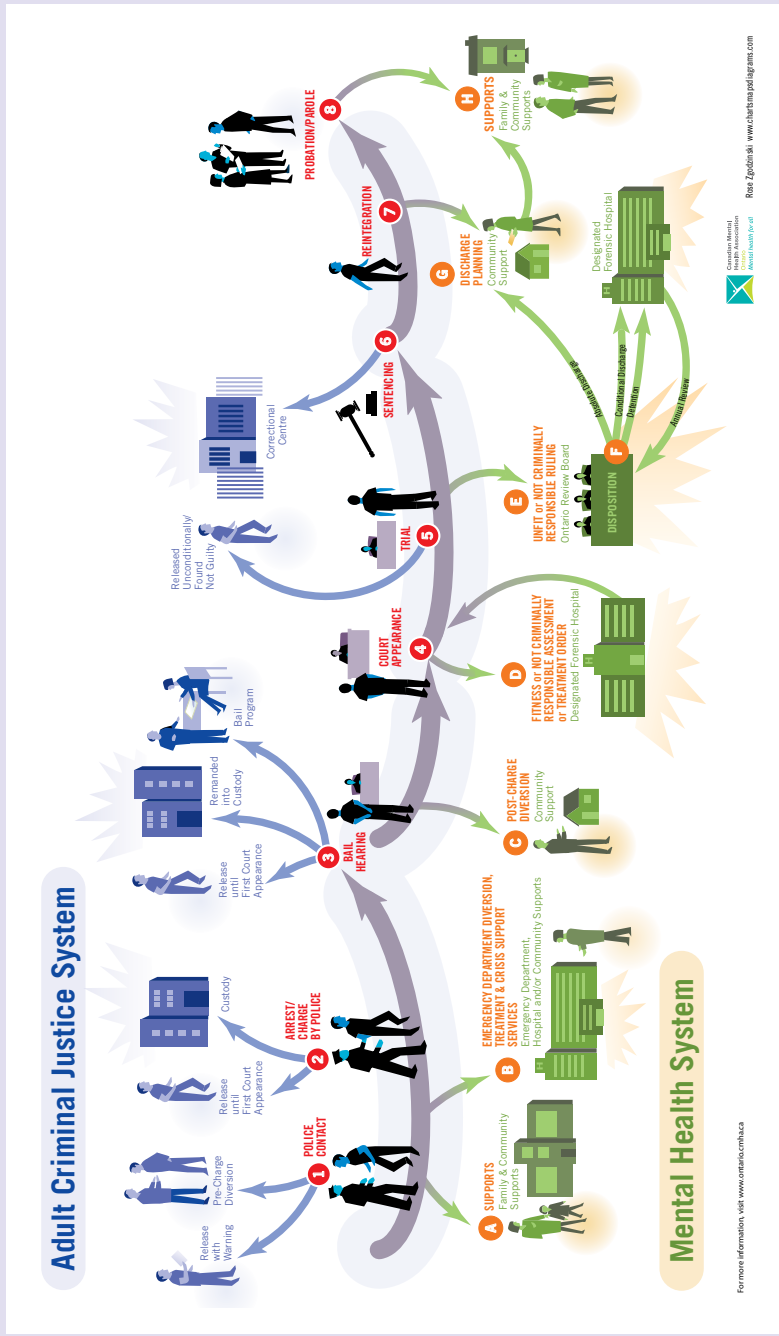 Adult Criminal Justice System
Release
with
Warning
Pre-Charge
Diversion
1
POLICE
CONTACT
Release
until
First Court
Appearance
Custody
2
ARREST/
CHARGE
BY POLICE
Release
until
First Court
Appearance
Remanded
into
Custody
Bail
Program
3
BAIL
HEARING
4
COURT
APPEARANCE
Released
Unconditionally/
Found
Not Guilty
5
TRIAL
Correctional
Centre
6
SENTENCING
7
REINTEGRATION
8
PROBATION/PAROLE
A
SUPPORTS
Family & Community
Supports
B
EMERGENCY DEPARTMENT DIVERSION,
TREATMENT & CRISIS SUPPORT
SERVICES
Emergency Department,
Hospital and/or Community Supports
H
C
POST-CHARGE
DIVERSION
Community
Support
D
FITNESS or NOT CRIMINALLY
RESPONSIBLE ASSESSMENT
or TREATMENT ORDER
Designated Forensic Hospital
H
E
UNFIT or NOT CRIMINALLY
RESPONSIBLE RULING
Ontario Review Board
DISPOSITION
F
Absolute Discharge
Conditional Discharge
Detention
Annual Review
Designated
Forensic Hospital
H
G
DISCHARGE
PLANNING
Community
Support
H
SUPPORTS
Family &
Community
Supports
Mental Health System
For more information, visit www.ontario.cmha.ca
Canadian Mental
Health Association
Ontario
Mental health for all
Rose Zgodzinski www.chartsmapsdiagrams.com